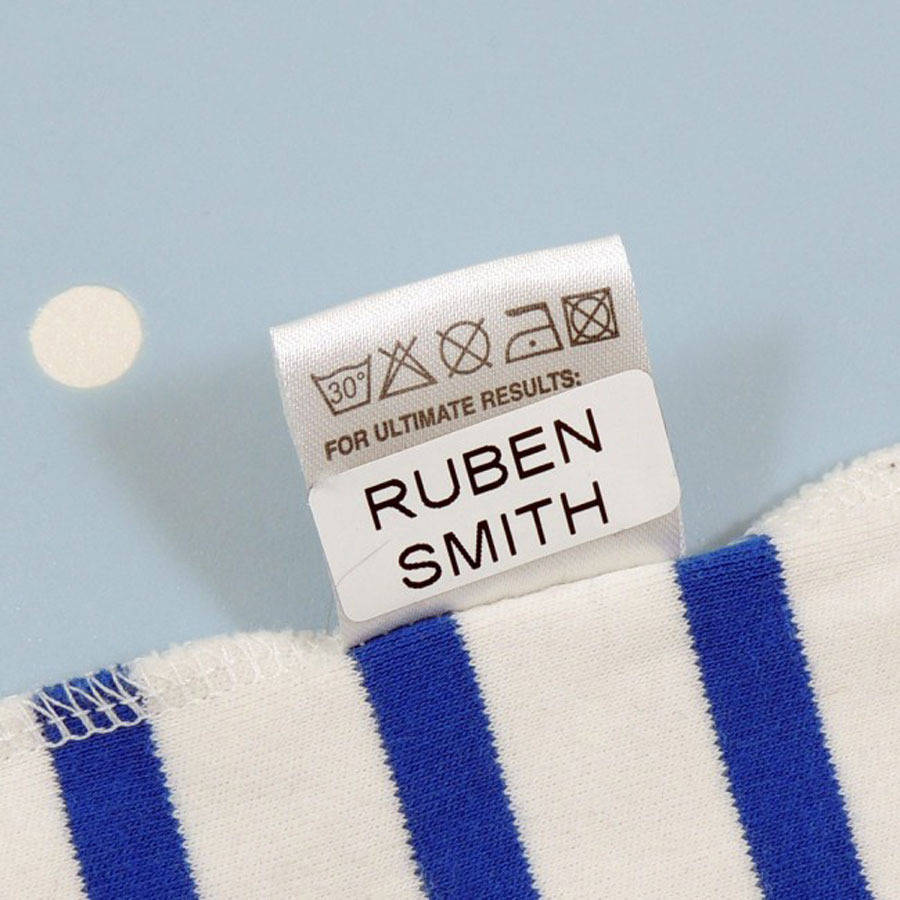 30°
FOR ULTIMATE RESULTS:
RUBEN
SMITH